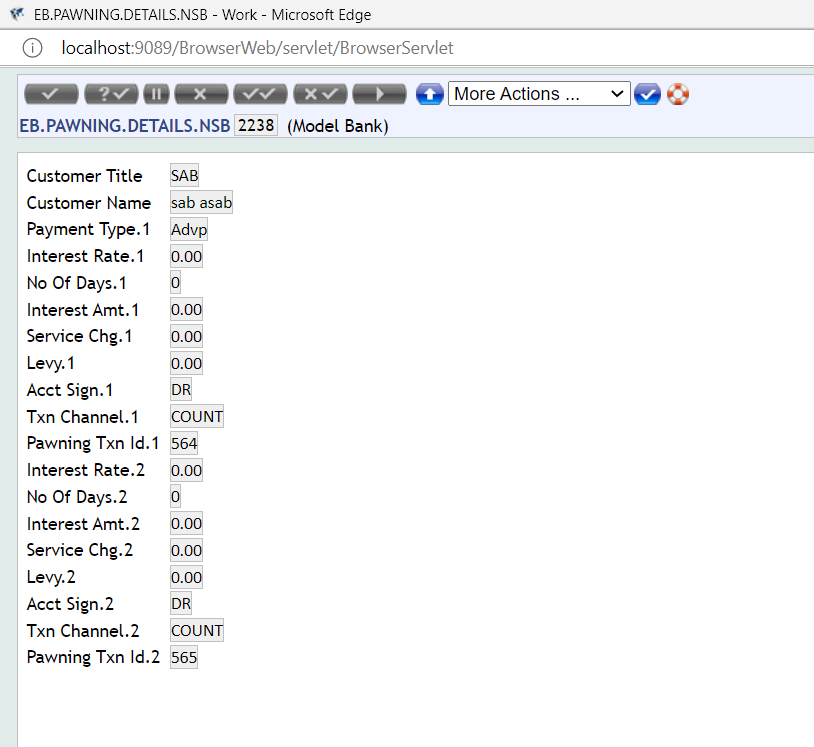 EB.PAWNING.DETAILS.NSB - Work - Microsoft Edge
localhost:9089/BrowserWeb/servlet/BrowserServlet
More Actions ...
EB.PAWNING.DETAILS.NSB 2238 (Model Bank)
Customer Title SAB
Customer Name sab asab
Payment Type.1 Advp
Interest Rate.1 0.00
No Of Days.1 0
Interest Amt.1 0.00
Service Chg.1 0.00
Levy.1 0.00
Acct Sign.1 DR
Txn Channel.1 COUNT
Pawning Txn Id.1 564
Interest Rate.2 0.00
No Of Days.2 0
Interest Amt.2 0.00
Service Chg.2 0.00
Levy.2 0.00
Acct Sign.2 DR
Txn Channel.2 COUNT
Pawning Txn Id.2 565